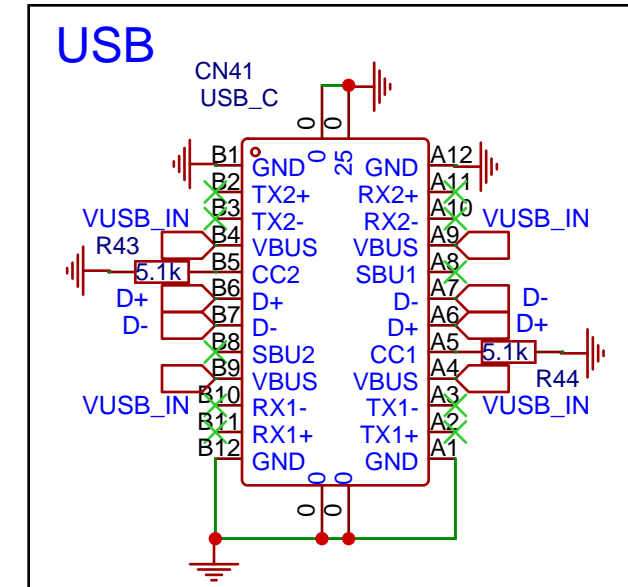 USB
CN41
USB_C
0 0
0 25
B1 GND GND A12
B2 TX2+ RX2+ A11
B3 TX2- RX2- A10
VUSB_IN VUSB_IN
B4 VBUS VBUS A9
R43
5.1k B5 CC2 SBU1 A8
D+ B6 D+ D- A7 D-
D- B7 D- D+ A6 D+
B8 SBU2 CC1 A5 5.1k
R44
B9 VBUS VBUS A4
VUSB_IN VUSB_IN
B10 RX1- TX1- A3
B11 RX1+ TX1+ A2
B12 GND GND A1
0 0
0 0